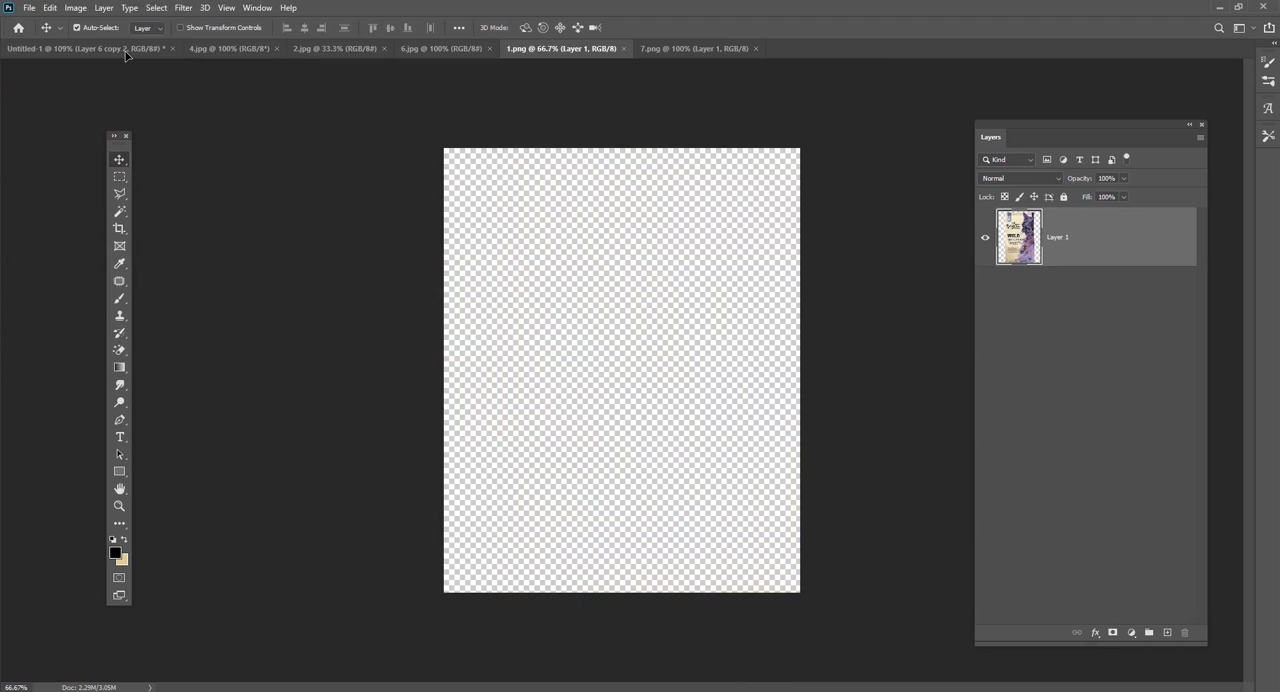 Ps File Edit Image Layer Type Select Filter 3D View Window Help
Auto-Select: Layer Show Transform Controls 3D Mode:
Untitled-1 @ 109% (Layer 6 copy 2, RGB/8#) * 4.jpg @ 100% (RGB/8*) 2.jpg @ 33.3% (RGB/8#) 6.jpg @ 100% (RGB/8#) 1.png @ 66.7% (Layer 1, RGB/8) 7.png @ 100% (Layer 1, RGB/8)
Layers
Kind
Normal Opacity: 100%
Lock: Fill: 100%
WILD
Layer 1
66.67% Doc: 2.29M/3.05M